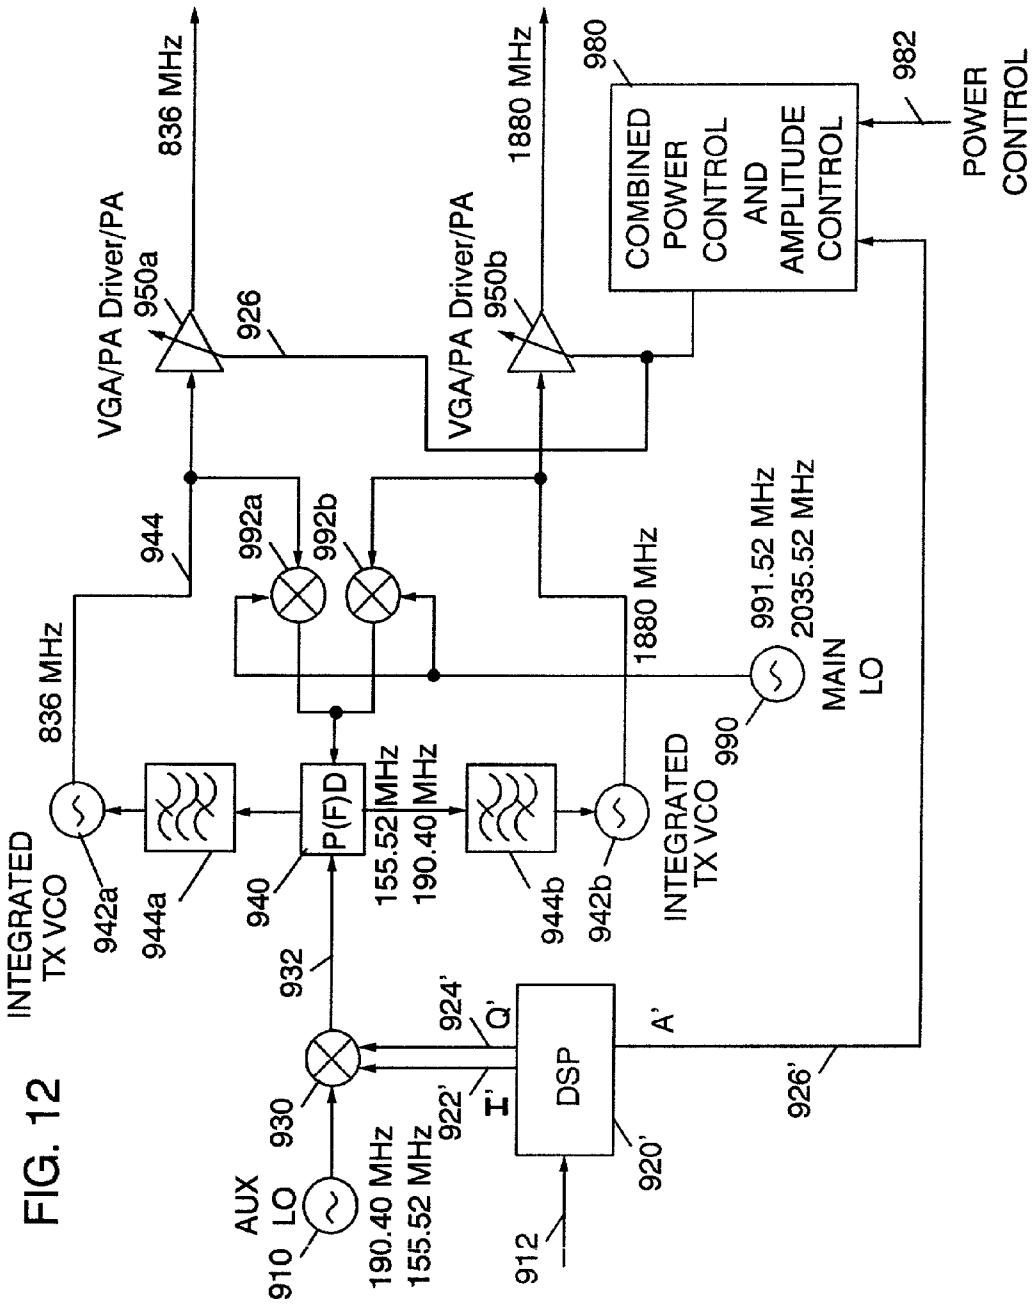 FIG. 12
INTEGRATED
TX VCO
942a
944a
836 MHz
944
VGA/PA Driver/PA
950a
836 MHz
926
992a
992b
AUX
LO
910
190.40 MHz
155.52 MHz
930
932
940
P(F)D
155.52 MHz
190.40 MHz
944b
942b
INTEGRATED
TX VCO
1880 MHz
VGA/PA Driver/PA
950b
1880 MHz
912
922'
I'
924'
Q'
DSP
920'
A'
926'
990
MAIN
LO
991.52 MHz
2035.52 MHz
980
COMBINED
POWER
CONTROL
AND
AMPLITUDE
CONTROL
982
POWER
CONTROL